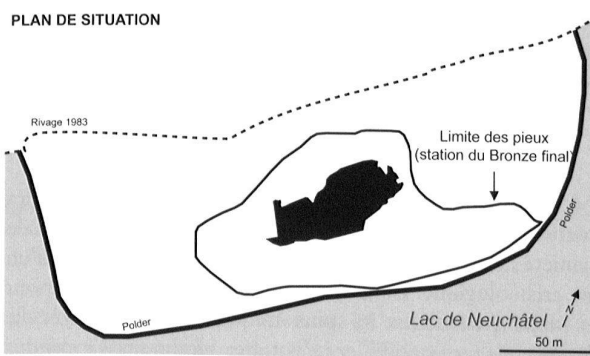 PLAN DE SITUATION
Rivage 1983
Limite des pieux
(station du Bronze final)
Polder
Polder
Lac de Neuchâtel
N
50 m